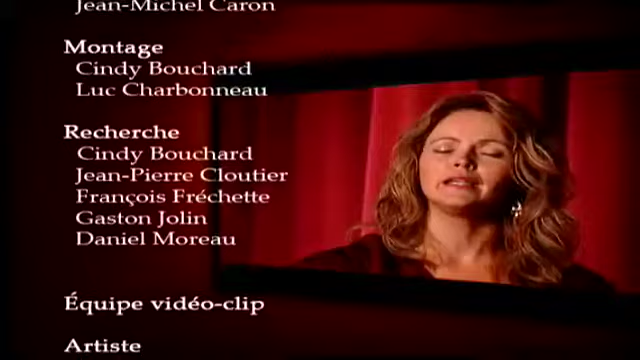 Jean-Michel Caron
Montage
Cindy Bouchard
Luc Charbonneau
Recherche
Cindy Bouchard
Jean-Pierre Cloutier
François Fréchette
Gaston Jolin
Daniel Moreau
Équipe vidéo-clip
Artiste